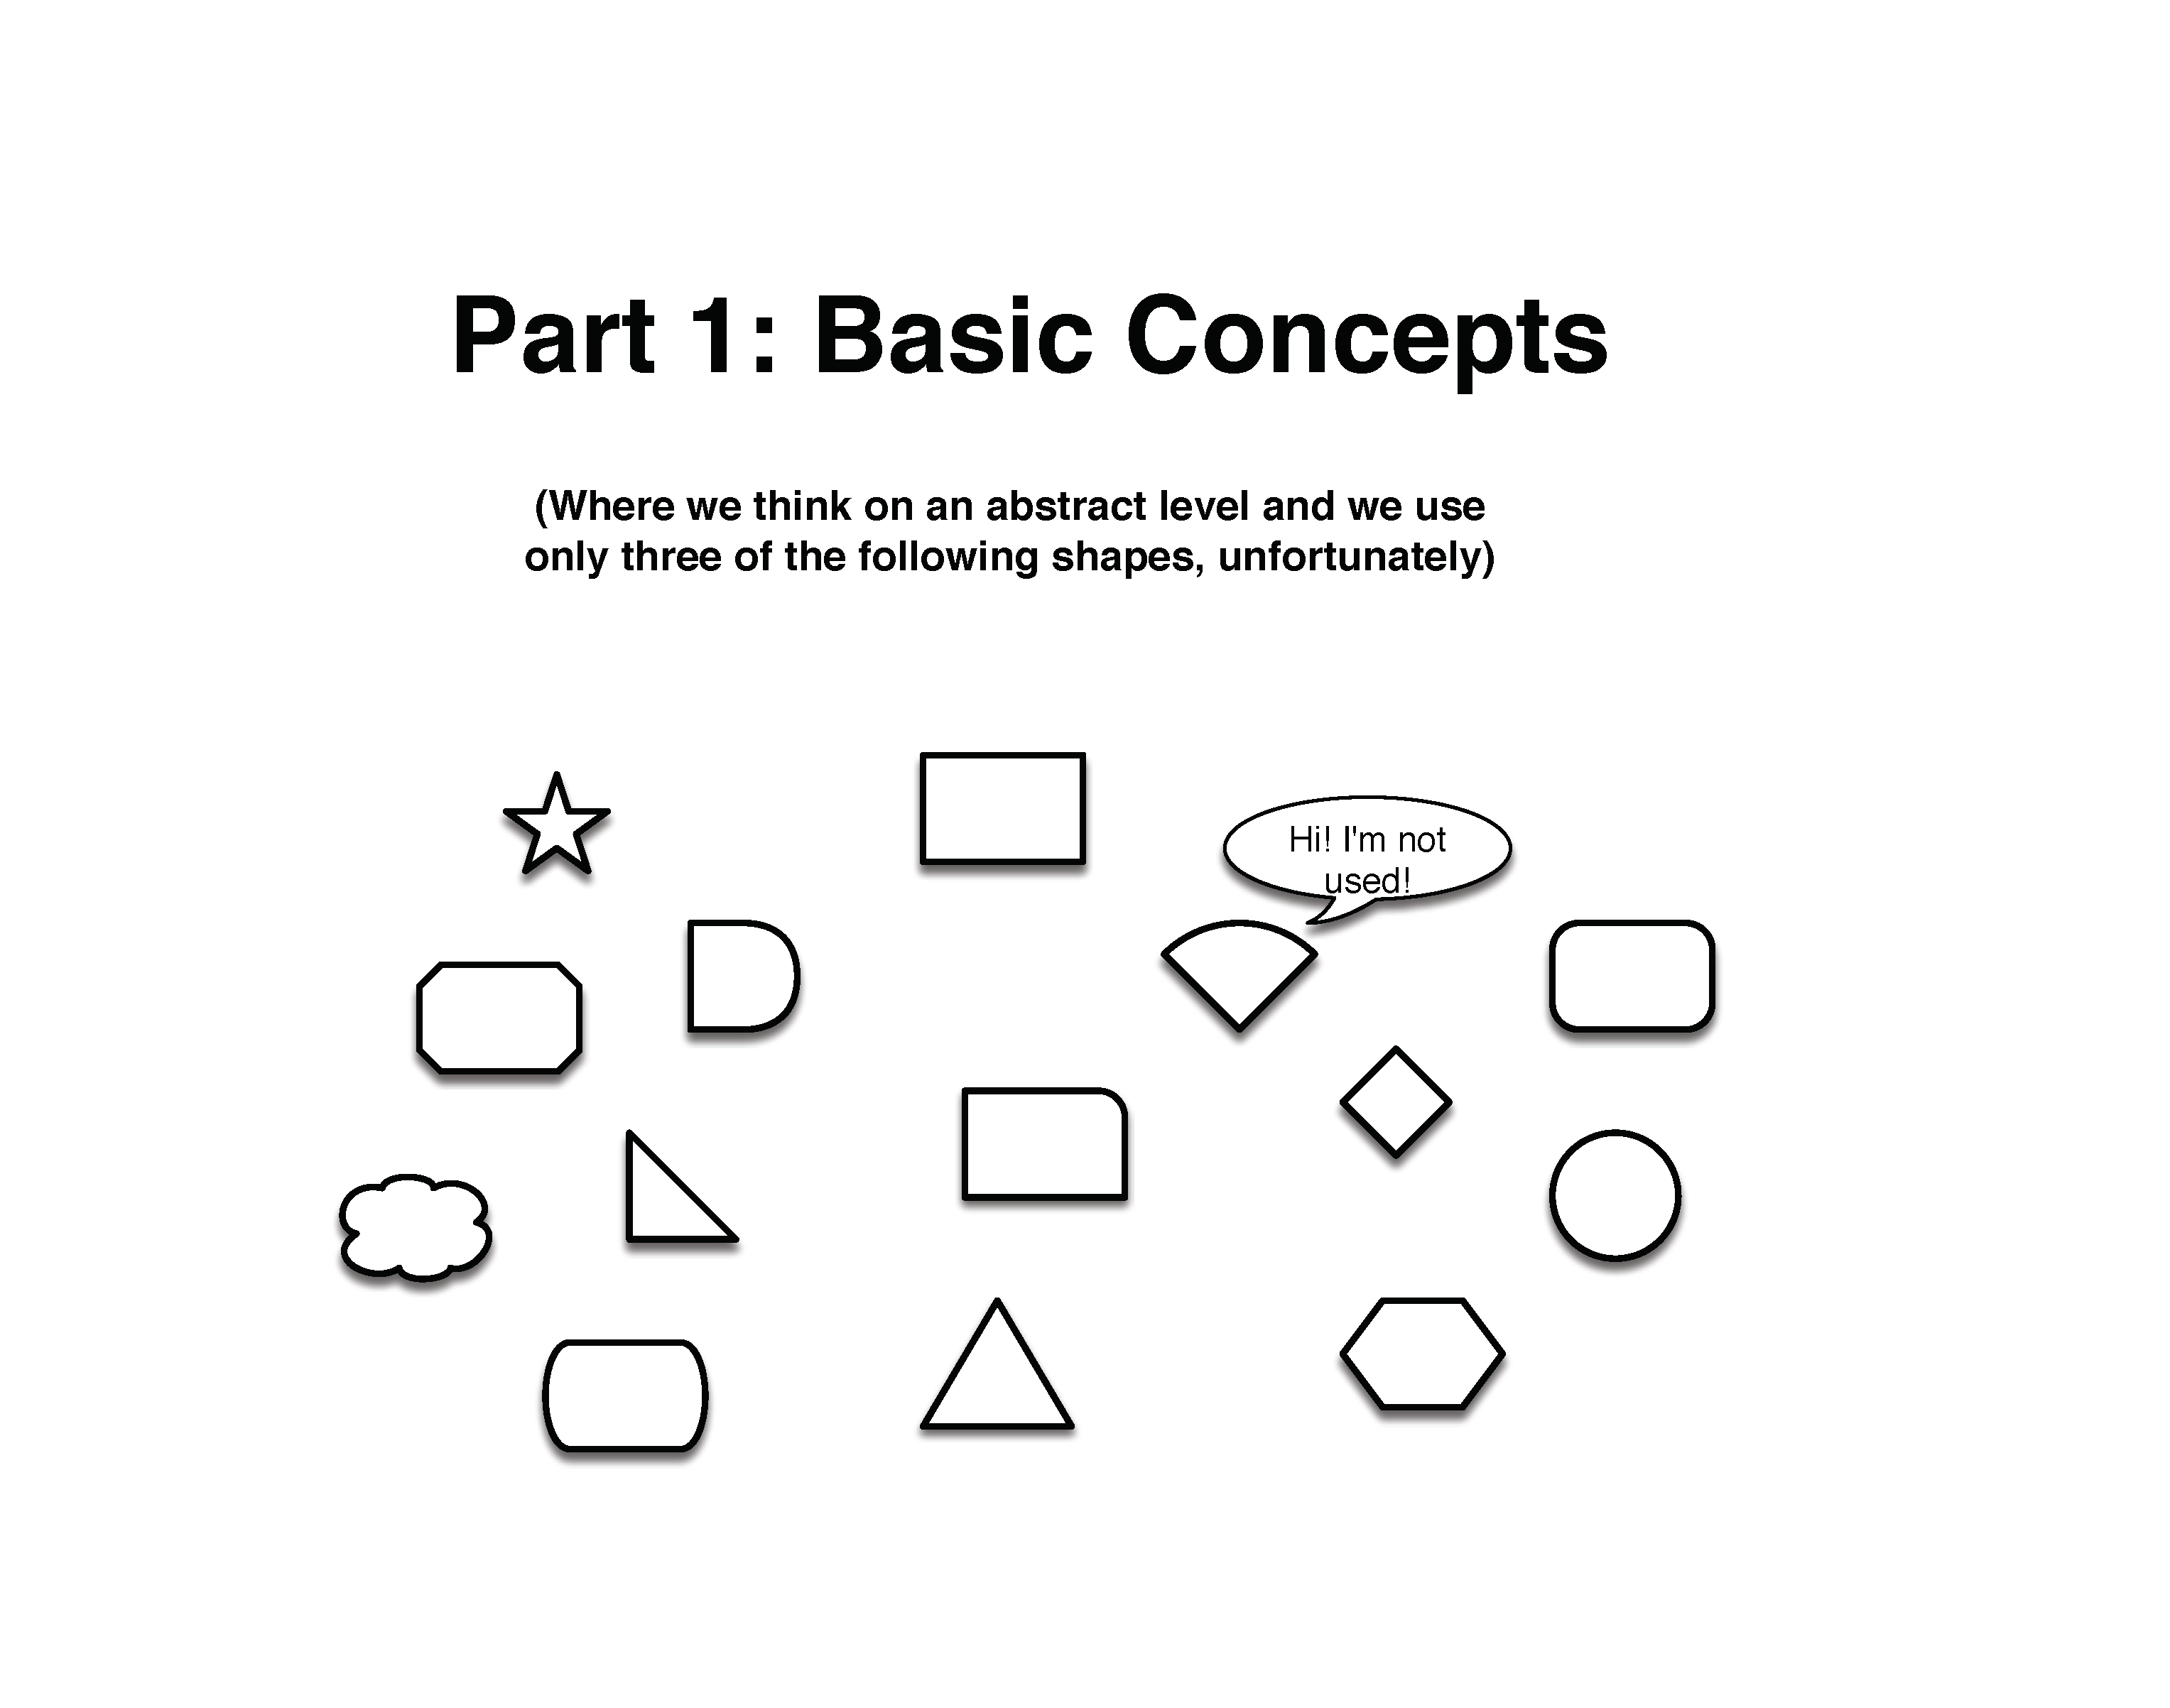 Part 1: Basic Concepts
(Where we think on an abstract level and we use
only three of the following shapes, unfortunately)
Hi! I'm not
used!